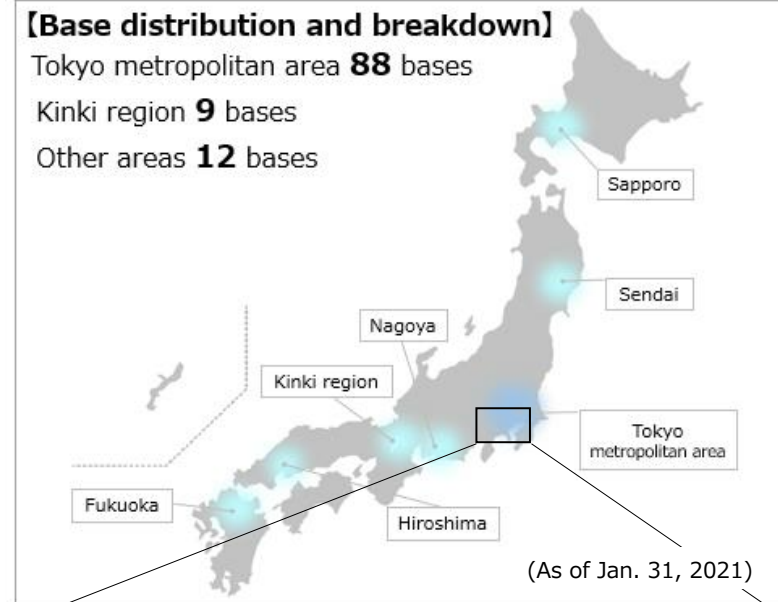 【Base distribution and breakdown】
Tokyo metropolitan area 88 bases
Kinki region 9 bases
Other areas 12 bases
Sapporo
Sendai
Nagoya
Kinki region
Tokyo
metropolitan area
Fukuoka
Hiroshima
(As of Jan. 31, 2021)